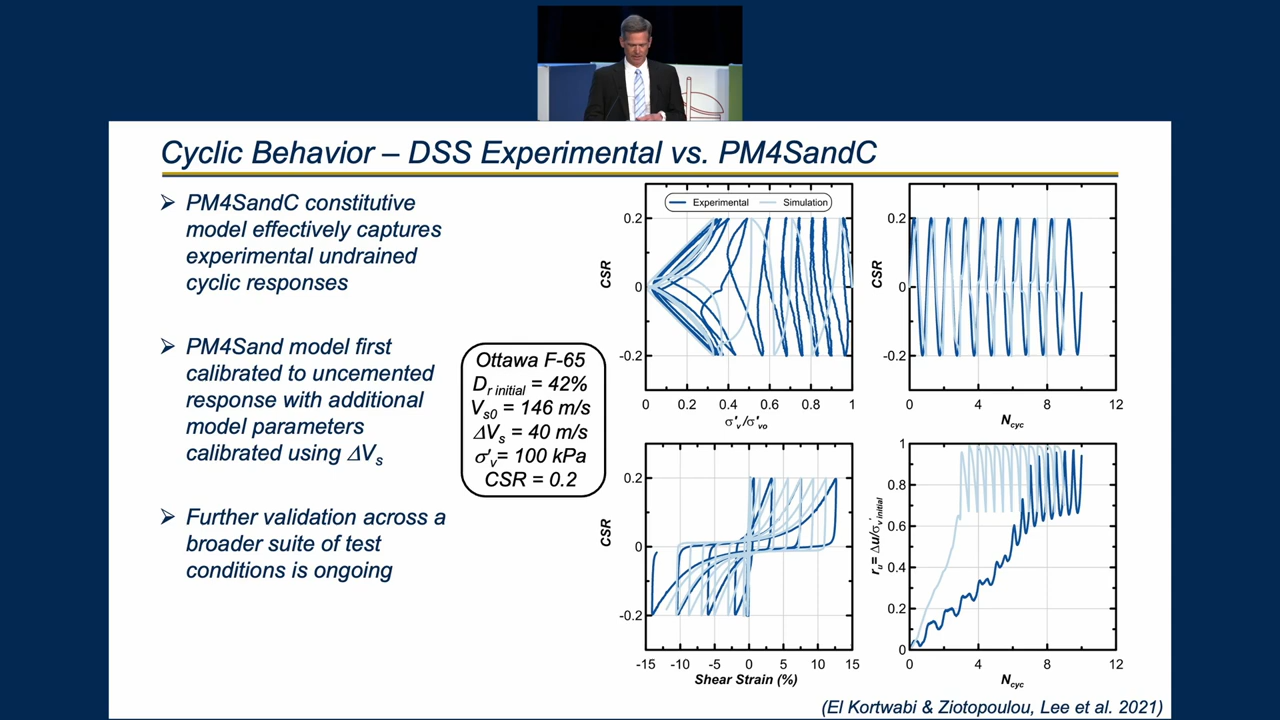 Cyclic Behavior – DSS Experimental vs. PM4SandC
➢ PM4SandC constitutive
model effectively captures
experimental undrained
cyclic responses
➢ PM4Sand model first
calibrated to uncemented
response with additional
model parameters
calibrated using ΔVs
➢ Further validation across a
broader suite of test
conditions is ongoing
Ottawa F-65
Dr initial = 42%
Vs0 = 146 m/s
ΔVs = 40 m/s
σ'v= 100 kPa
CSR = 0.2
Experimental Simulation
CSR
0.2
0
-0.2
0 0.2 0.4 0.6 0.8 1
σ'v/σ'vo
CSR
0.2
0
-0.2
0 4 8 12
Ncyc
CSR
0.2
0
-0.2
-15 -10 -5 0 5 10 15
Shear Strain (%)
ru = Δu/σ'v initial
1
0.8
0.6
0.4
0.2
0
0 4 8 12
Ncyc
(El Kortwabi & Ziotopoulou, Lee et al. 2021)